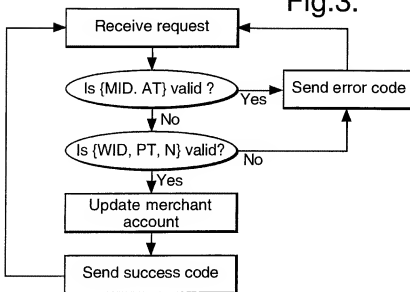 Fig.3.
Receive request
Is {MID. AT} valid ?
Yes
Send error code
No
Is {WID, PT, N} valid?
No
Yes
Update merchant
account
Send success code